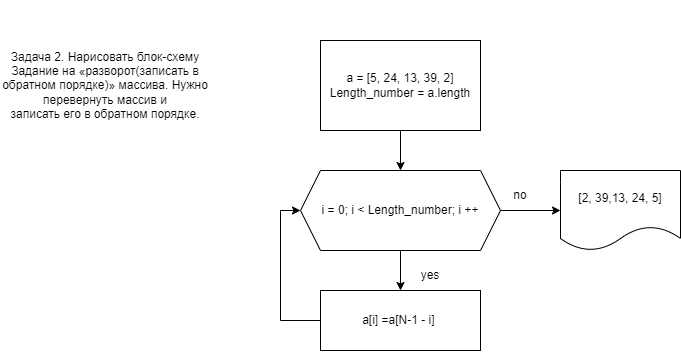 Задача 2. Нарисовать блок-схему
Задание на «разворот(записать в
обратном порядке)» массива. Нужно
перевернуть массив и
записать его в обратном порядке.
a = [5, 24, 13, 39, 2]
Length_number = a.length
i = 0; i < Length_number; i ++
no
[2, 39,13, 24, 5]
yes
a[i] =a[N-1 - i]